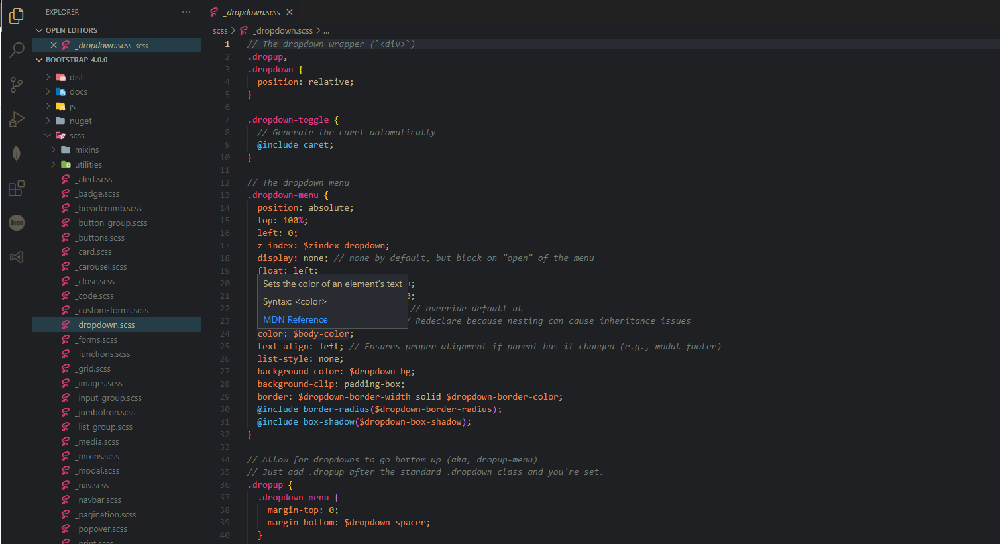 EXPLORER
OPEN EDITORS
_dropdown.scss scss
BOOTSTRAP-4.0.0
dist
docs
js
nuget
scss
mixins
utilities
_alert.scss
_badge.scss
_breadcrumb.scss
_button-group.scss
_buttons.scss
_card.scss
_carousel.scss
_close.scss
_code.scss
_custom-forms.scss
_dropdown.scss
_forms.scss
_functions.scss
_grid.scss
_images.scss
_input-group.scss
_jumbotron.scss
_list-group.scss
_media.scss
_mixins.scss
_modal.scss
_nav.scss
_navbar.scss
_pagination.scss
_popover.scss
_print.scss
Json
_dropdown.scss
scss > _dropdown.scss > ...
1 // The dropdown wrapper (`<div>`)
2 .dropup,
3 .dropdown {
4 position: relative;
5 }
6
7 .dropdown-toggle {
8 // Generate the caret automatically
9 @include caret;
10 }
11
12 // The dropdown menu
13 .dropdown-menu {
14 position: absolute;
15 top: 100%;
16 left: 0;
17 z-index: $zindex-dropdown;
18 display: none; // none by default, but block on "open" of the menu
19 float: left;
20 n;
21 0;
22 // override default ul
23 / Redeclare because nesting can cause inheritance issues
Sets the color of an element's text
Syntax: <color>
MDN Reference
24 color: $body-color;
25 text-align: left; // Ensures proper alignment if parent has it changed (e.g., modal footer)
26 list-style: none;
27 background-color: $dropdown-bg;
28 background-clip: padding-box;
29 border: $dropdown-border-width solid $dropdown-border-color;
30 @include border-radius($dropdown-border-radius);
31 @include box-shadow($dropdown-box-shadow);
32 }
33
34 // Allow for dropdowns to go bottom up (aka, dropup-menu)
35 // Just add .dropup after the standard .dropdown class and you're set.
36 .dropup {
37 .dropdown-menu {
38 margin-top: 0;
39 margin-bottom: $dropdown-spacer;
40 }